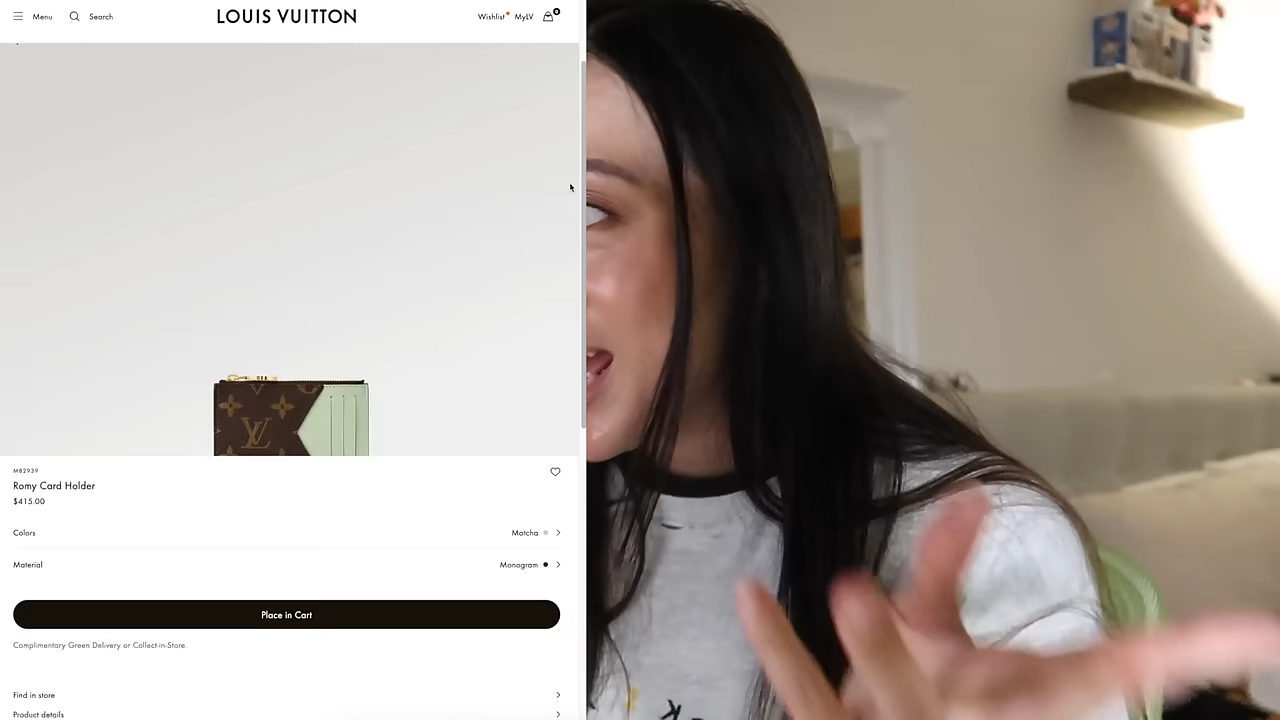 Menu
Search
LOUIS VUITTON
Wishlist
MyLV
0
M82939
Romy Card Holder
$415.00
Colors
Matcha
Material
Monogram
Place in Cart
Complimentary Green Delivery or Collect-in-Store.
Find in store
Product details